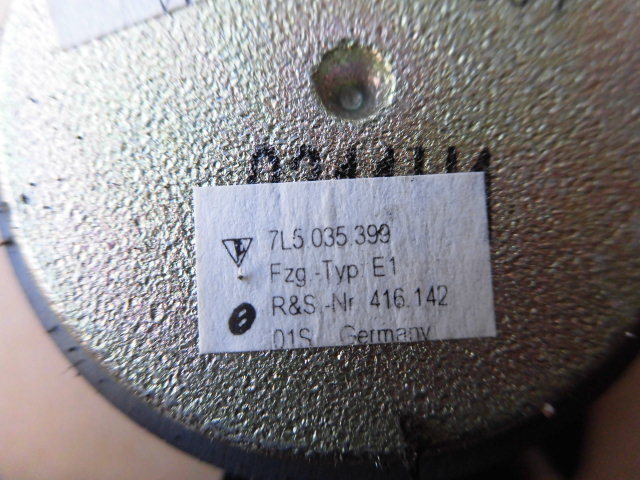 7L5.035.399
Fzg.-Typ E1
R&S.-Nr 416.142
01S Germany